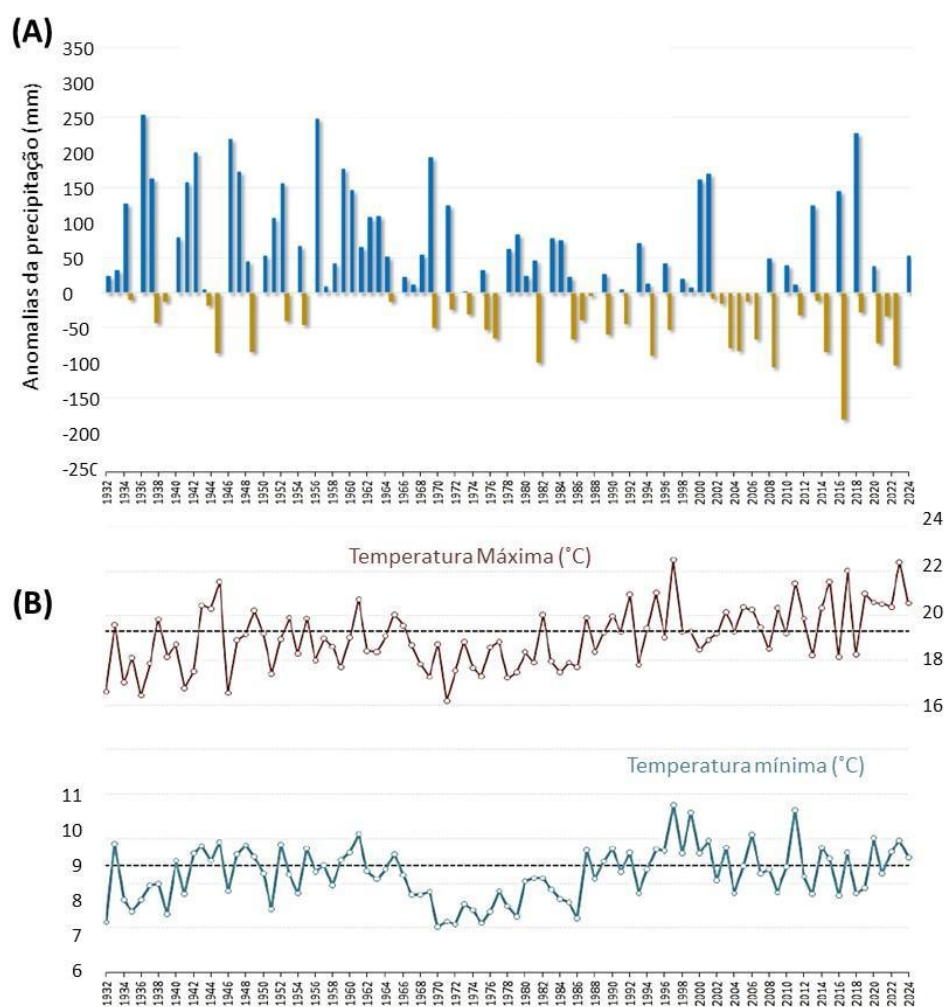 (A)
Anomalias da precipitação (mm)
350
300
250
200
150
100
50
0
-50
-100
-150
-200
-25C
1932 1934 1936 1938 1940 1942 1944 1946 1948 1950 1952 1954 1956 1958 1960 1962 1964 1966 1968 1970 1972 1974 1976 1978 1980 1982 1984 1986 1988 1990 1992 1994 1996 1998 2000 2002 2004 2006 2008 2010 2012 2014 2016 2018 2020 2022 2024
(B)
Temperatura Máxima (˚C)
24
22
20
18
16
Temperatura mínima (˚C)
11
10
9
8
7
6
1932 1934 1936 1938 1940 1942 1944 1946 1948 1950 1952 1954 1956 1958 1960 1962 1964 1966 1968 1970 1972 1974 1976 1978 1980 1982 1984 1986 1988 1990 1992 1994 1996 1998 2000 2002 2004 2006 2008 2010 2012 2014 2016 2018 2020 2022 2024